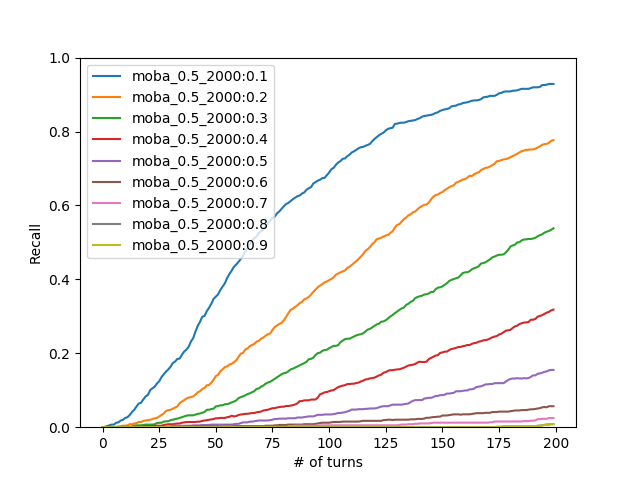 1.0
0.8
0.6
0.4
0.2
0.0
Recall
moba_0.5_2000:0.1
moba_0.5_2000:0.2
moba_0.5_2000:0.3
moba_0.5_2000:0.4
moba_0.5_2000:0.5
moba_0.5_2000:0.6
moba_0.5_2000:0.7
moba_0.5_2000:0.8
moba_0.5_2000:0.9
0 25 50 75 100 125 150 175 200
# of turns